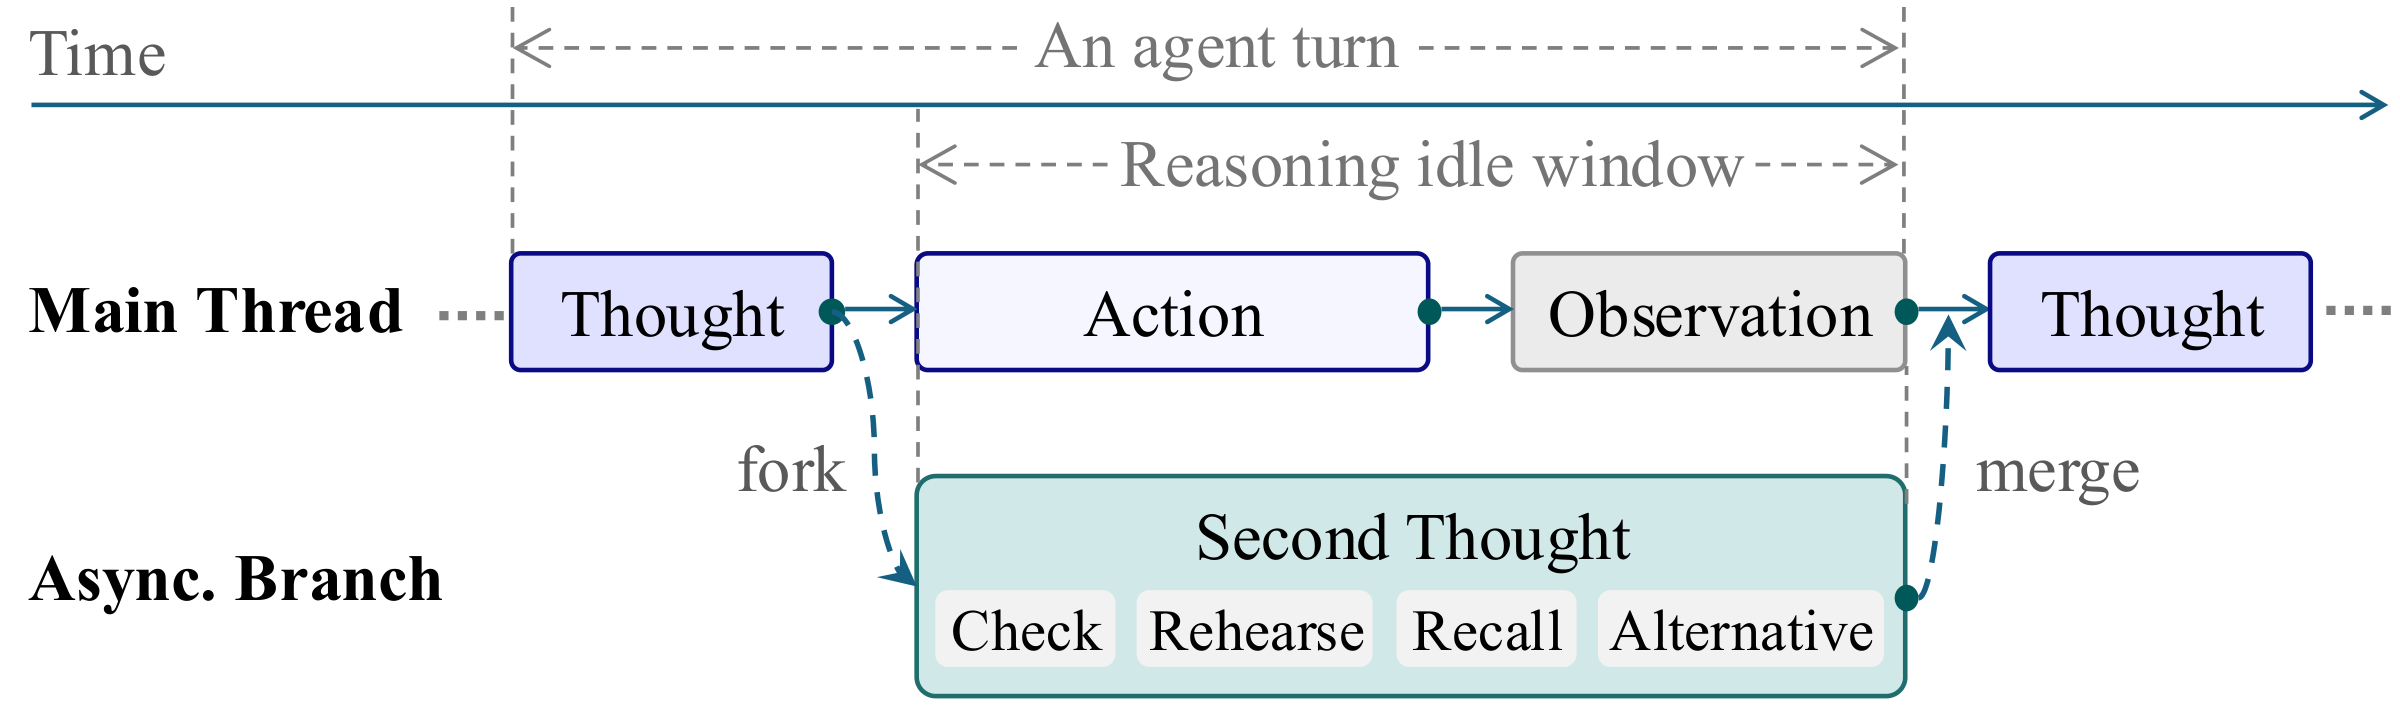 Time
An agent turn
Reasoning idle window
Main Thread
Thought
Action
Observation
Thought
fork
merge
Async. Branch
Second Thought
Check
Rehearse
Recall
Alternative